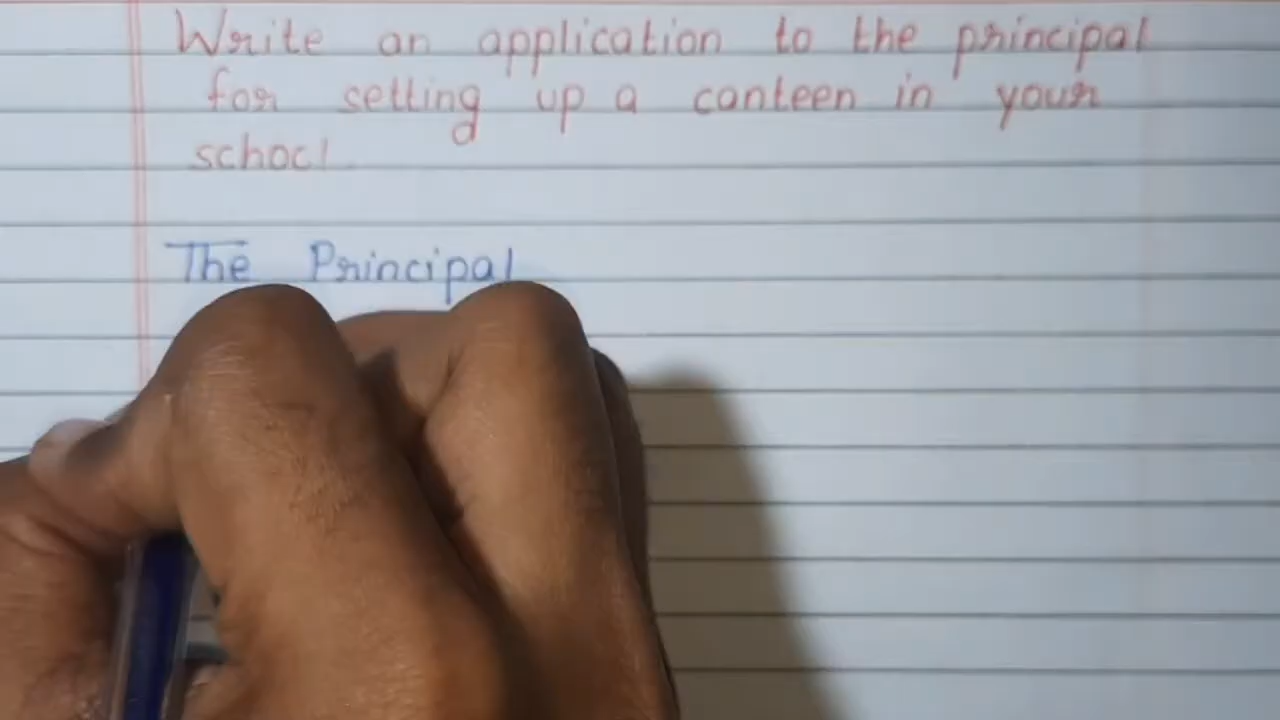 Write an application to the principal
for setting up a canteen in your
school.
The Principal